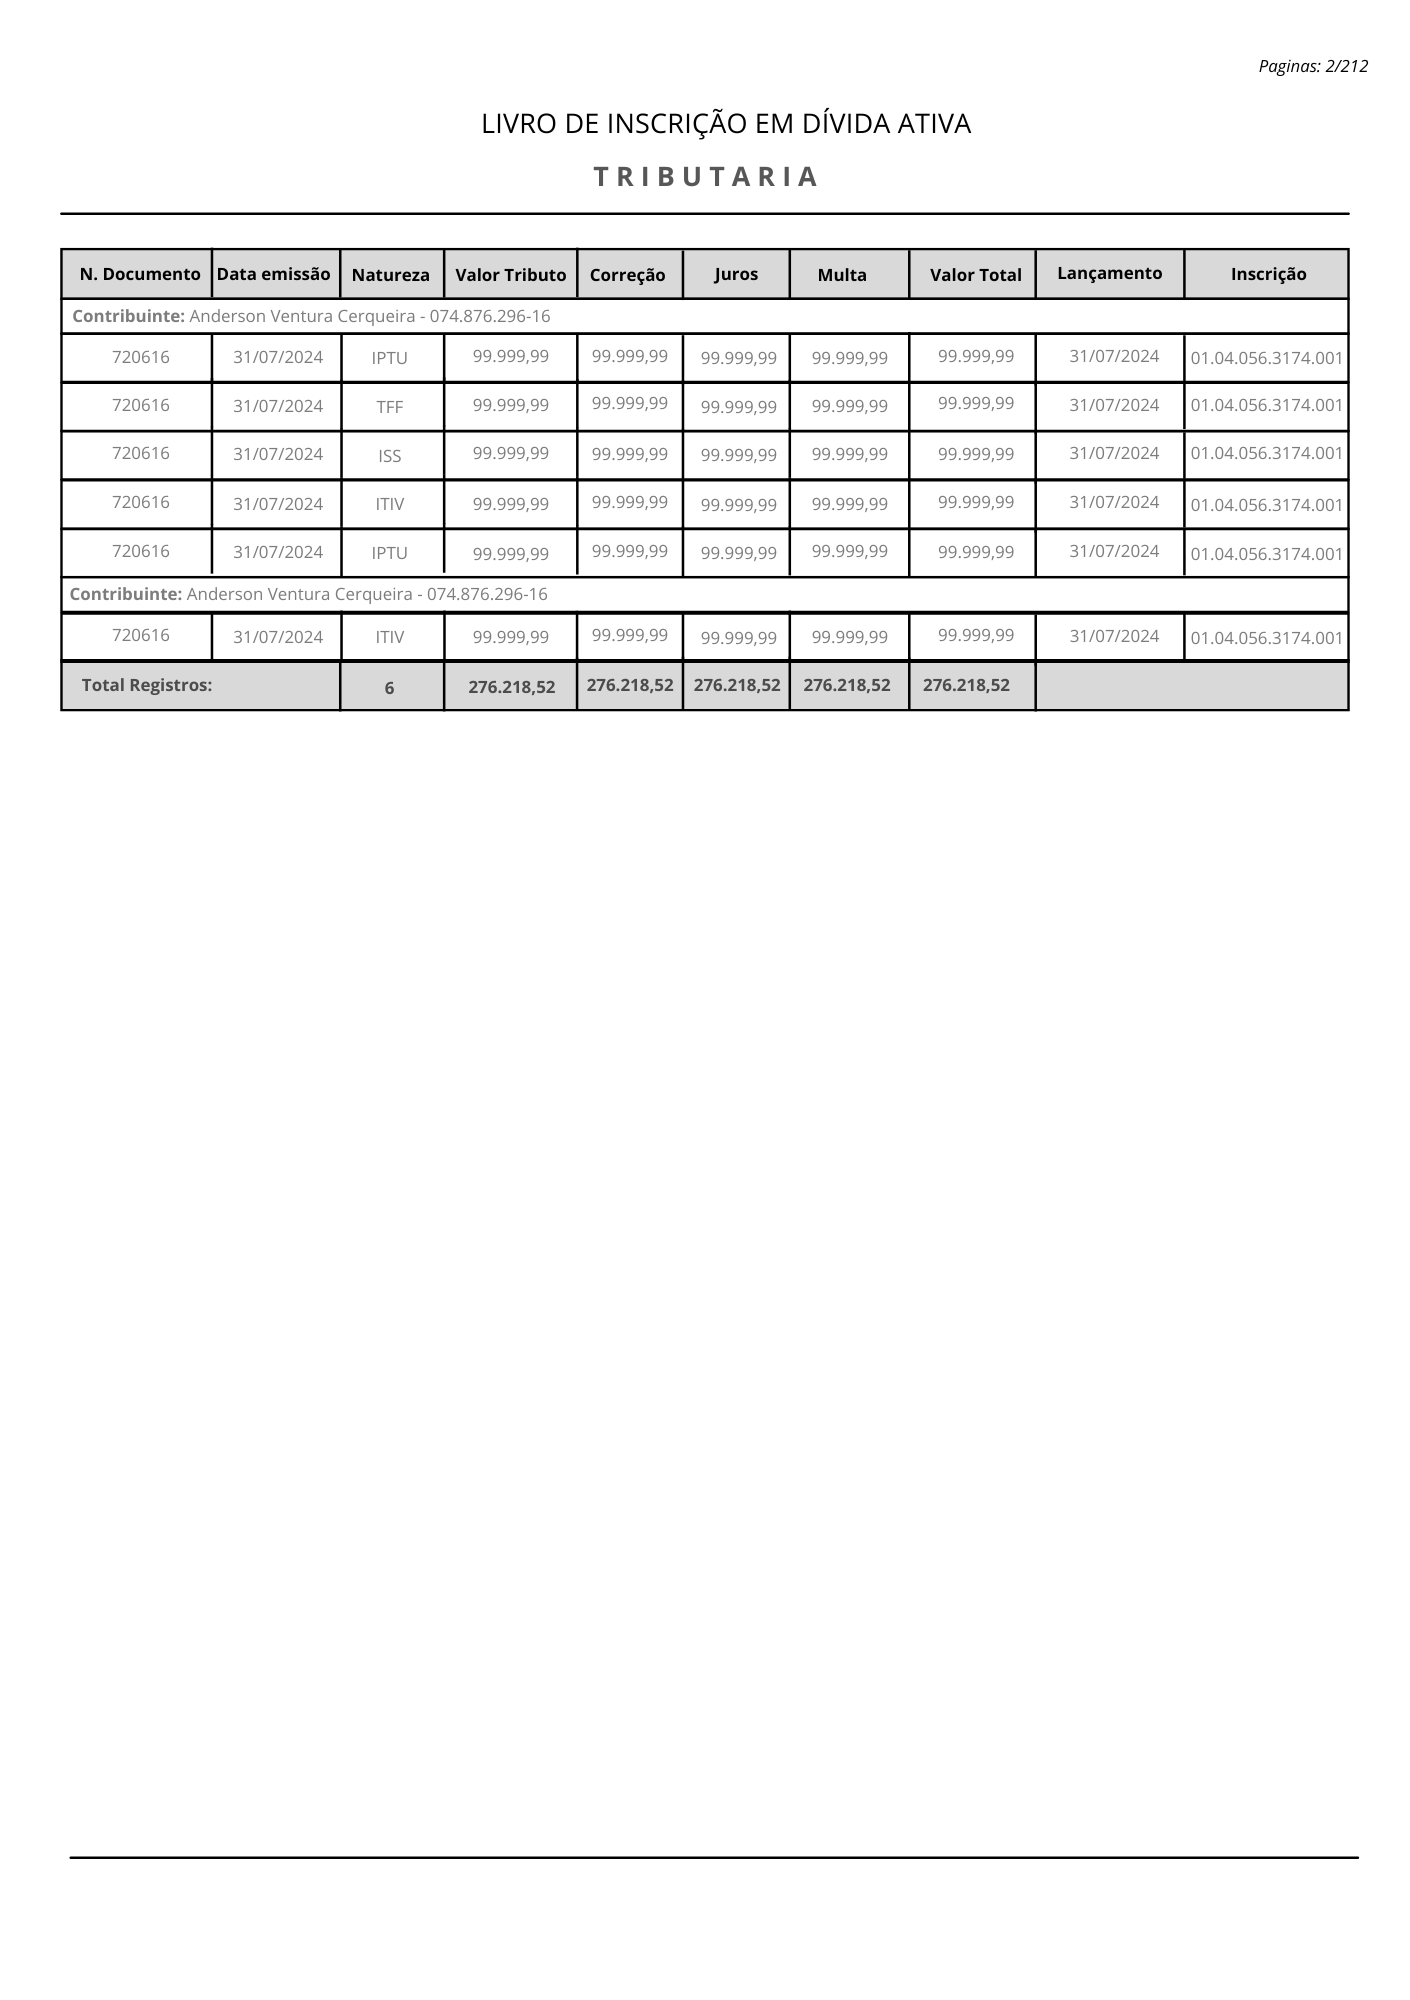 Paginas: 2/212
LIVRO DE INSCRIÇÃO EM DÍVIDA ATIVA
TRIBUTARIA
N. Documento Data emissão Natureza Valor Tributo Correção Juros Multa Valor Total Lançamento Inscrição
Contribuinte: Anderson Ventura Cerqueira - 074.876.296-16
720616 31/07/2024 IPTU 99.999,99 99.999,99 99.999,99 99.999,99 99.999,99 31/07/2024 01.04.056.3174.001
720616 31/07/2024 TFF 99.999,99 99.999,99 99.999,99 99.999,99 99.999,99 31/07/2024 01.04.056.3174.001
720616 31/07/2024 ISS 99.999,99 99.999,99 99.999,99 99.999,99 99.999,99 31/07/2024 01.04.056.3174.001
720616 31/07/2024 ITIV 99.999,99 99.999,99 99.999,99 99.999,99 99.999,99 31/07/2024 01.04.056.3174.001
720616 31/07/2024 IPTU 99.999,99 99.999,99 99.999,99 99.999,99 99.999,99 31/07/2024 01.04.056.3174.001
Contribuinte: Anderson Ventura Cerqueira - 074.876.296-16
720616 31/07/2024 ITIV 99.999,99 99.999,99 99.999,99 99.999,99 99.999,99 31/07/2024 01.04.056.3174.001
Total Registros: 6 276.218,52 276.218,52 276.218,52 276.218,52 276.218,52